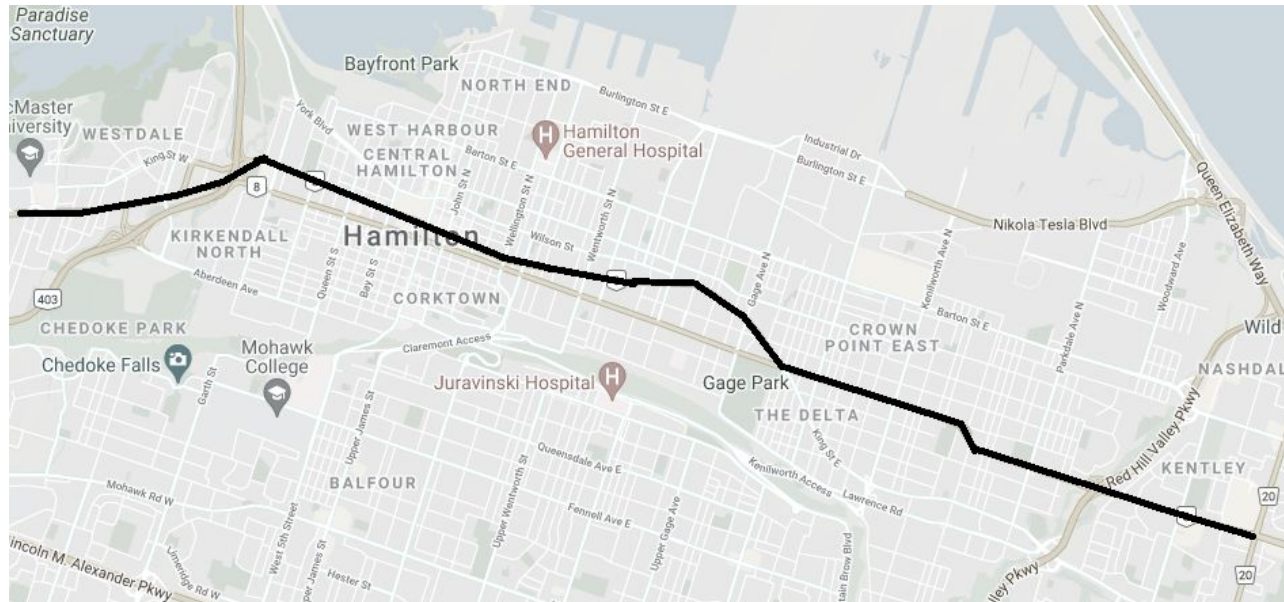 Paradise
Sanctuary
Bayfront Park
NORTH END
Burlington St E
cMaster
niversity
WESTDALE
King St W
York Blvd
WEST HARBOUR
CENTRAL
HAMILTON
Barton St E
Hamilton
General Hospital
Industrial Dr
Burlington St E
Queen Elizabeth Way
8
John St N
Wellington St N
Wentworth St N
Nikola Tesla Blvd
KIRKENDALL
NORTH
Hamilton
Wilson St
Gage Ave N
Kenilworth Ave N
Woodward Ave
Aberdeen Ave
Queen St S
Bay St S
403
CORKTOWN
CHEDOKE PARK
Claremont Access
CROWN
POINT EAST
Barton St E
Parkdale Ave N
Wild
Chedoke Falls
Mohawk
College
Garth St
Juravinski Hospital
Gage Park
NASHDAL
THE DELTA
Upper James St
King St E
Red Hill Valley Pkwy
KENTLEY
Queensdale Ave E
Kenilworth Access
Lawrence Rd
BALFOUR
Mohawk Rd W
Upper Wentworth St
Fennell Ave E
Upper Gage Ave
20
West 5th Street
Lincoln M. Alexander Pkwy
Limeridge Rd W
Upper James St
Hester St
tain Brow Blvd
Valley Pkwy
20